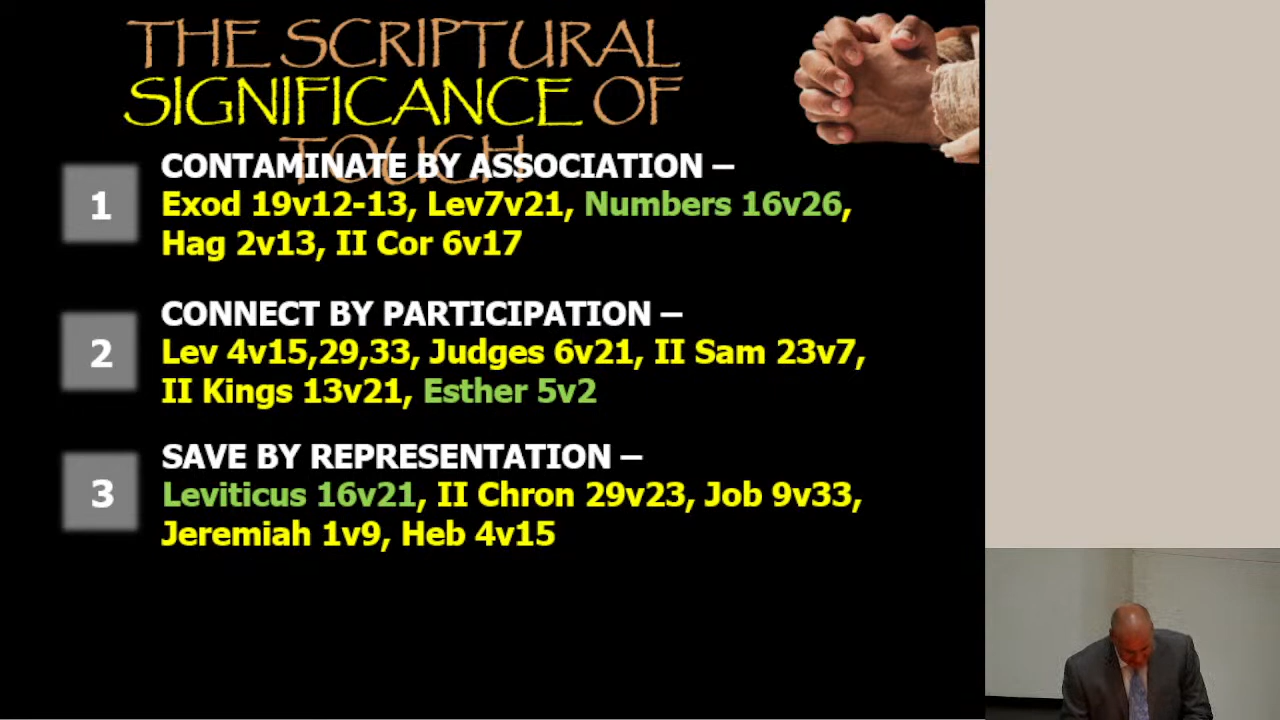 THE SCRIPTURAL
SIGNIFICANCE OF
TOUCH
1
CONTAMINATE BY ASSOCIATION –
Exod 19v12-13, Lev7v21, Numbers 16v26,
Hag 2v13, II Cor 6v17
2
CONNECT BY PARTICIPATION –
Lev 4v15,29,33, Judges 6v21, II Sam 23v7,
II Kings 13v21, Esther 5v2
3
SAVE BY REPRESENTATION –
Leviticus 16v21, II Chron 29v23, Job 9v33,
Jeremiah 1v9, Heb 4v15